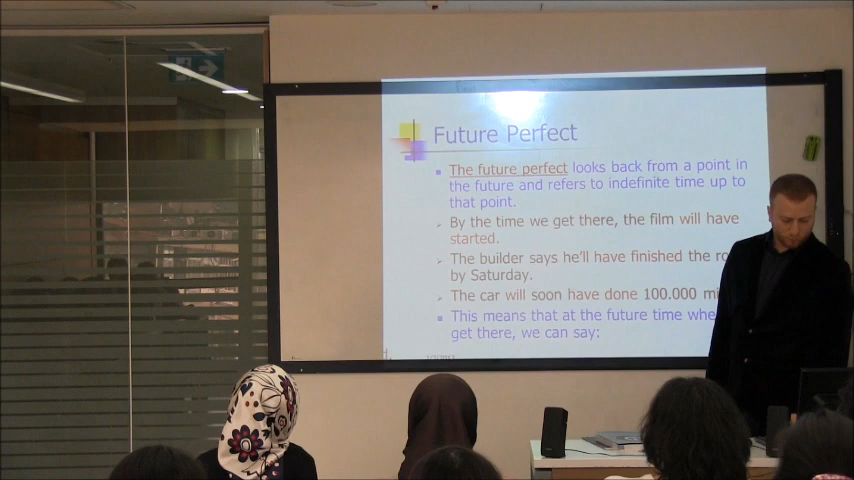 Future Perfect
The future perfect looks back from a point in
the future and refers to indefinite time up to
that point.
By the time we get there, the film will have
started.
The builder says he'll have finished the
by Saturday.
The car will soon have done 100.000
This means that at the future time
get there, we can say: